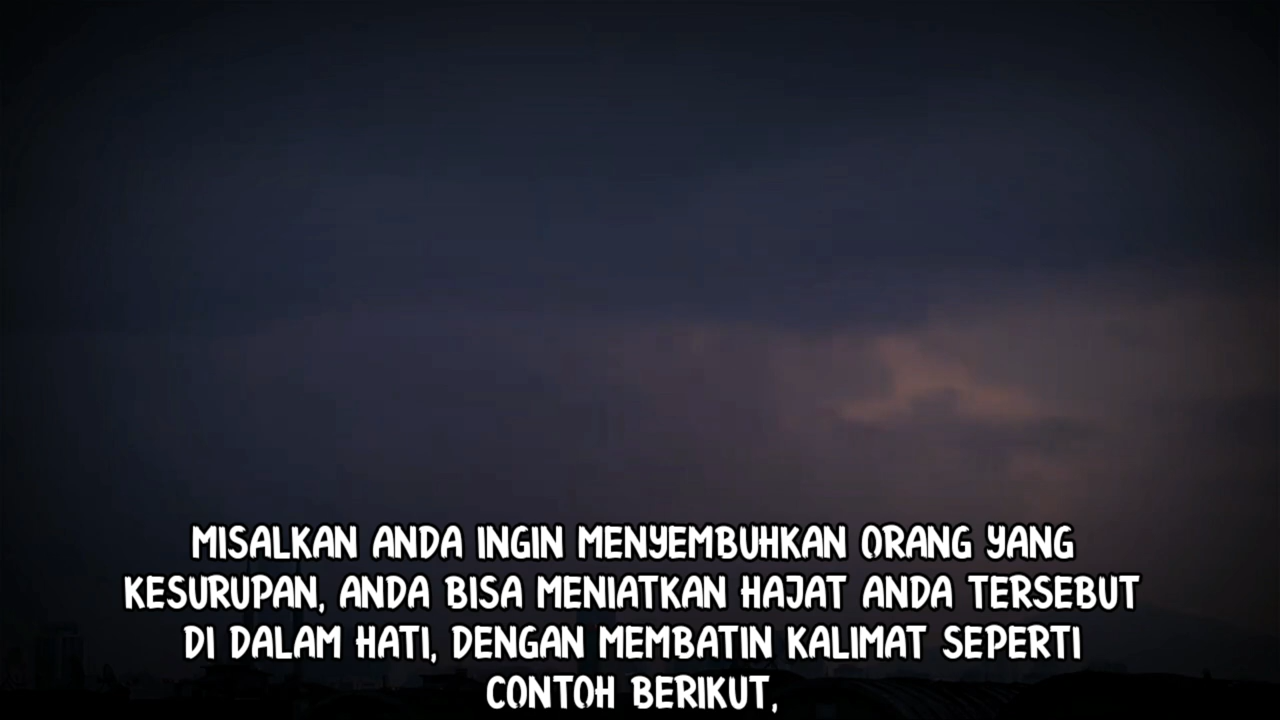 MISALKAN ANDA INGIN MENYEMBUHKAN ORANG YANG
KESURUPAN, ANDA BISA MENIATKAN HAJAT ANDA TERSEBUT
DI DALAM HATI, DENGAN MEMBATIN KALIMAT SEPERTI
CONTOH BERIKUT,